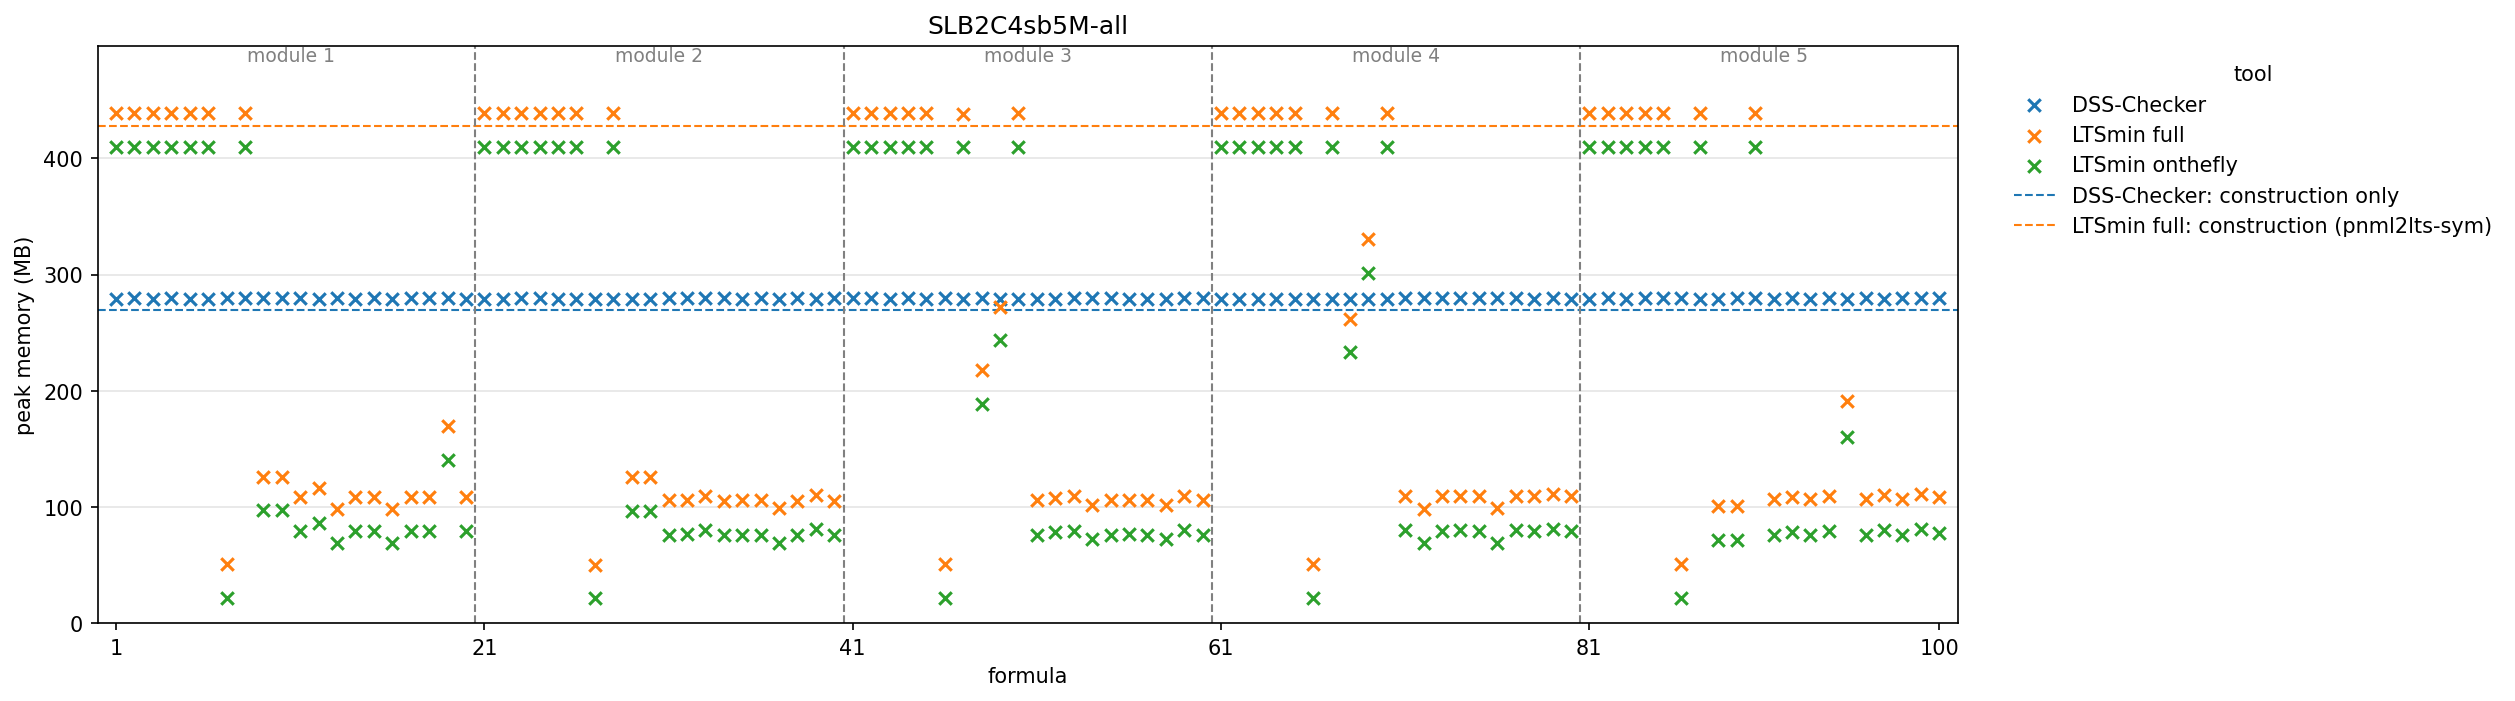 SLB2C4sb5M-all
module 1
module 2
module 3
module 4
module 5
peak memory (MB)
400
300
200
100
0
1
21
41
61
81
100
formula
tool
DSS-Checker
LTSmin full
LTSmin onthefly
DSS-Checker: construction only
LTSmin full: construction (pnml2lts-sym)